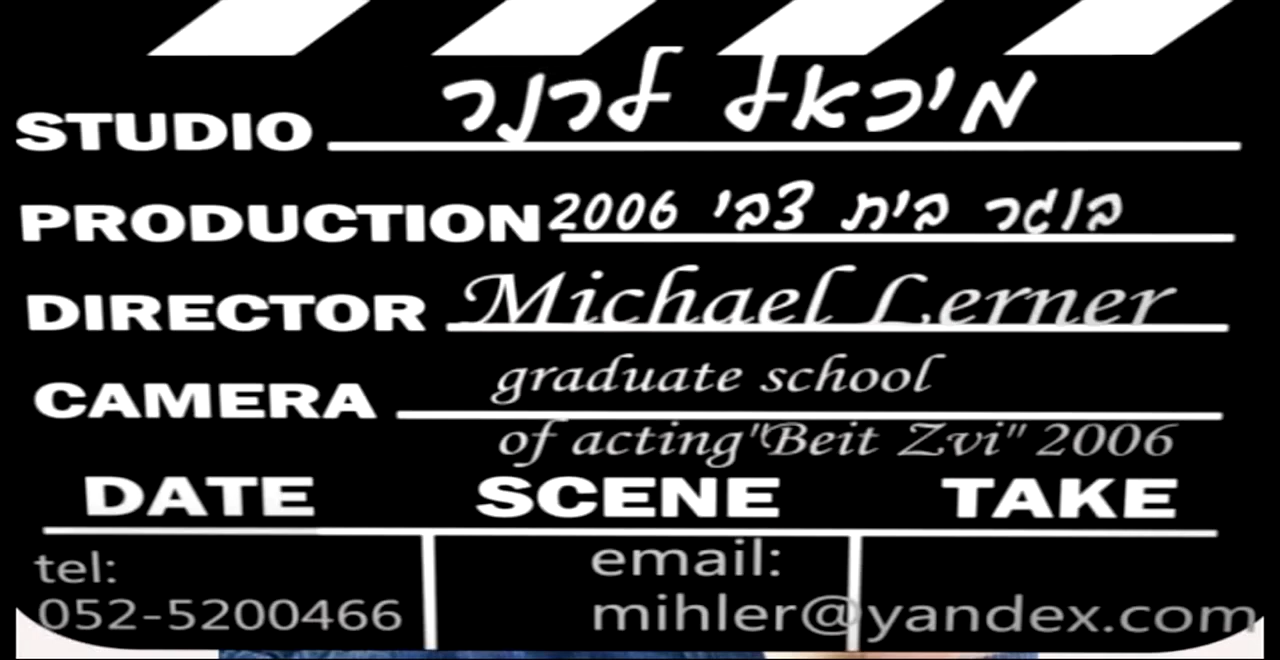 STUDIO מיכאל לרנר
PRODUCTION בוגר בית צבי 2006
DIRECTOR Michael Lerner
CAMERA graduate school
of acting"Beit Zvi" 2006
DATE SCENE TAKE
tel: email:
052-5200466 mihler@yandex.com